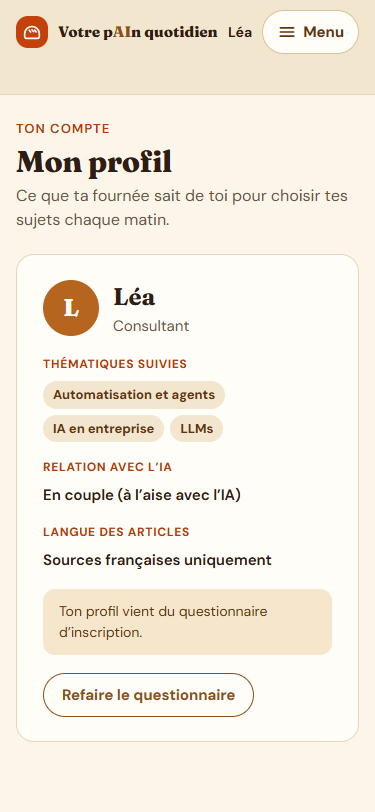 Votre pAIn quotidien
Léa
Menu
TON COMPTE
Mon profil
Ce que ta fournée sait de toi pour choisir tes
sujets chaque matin.
L
Léa
Consultant
THÉMATIQUES SUIVIES
Automatisation et agents
IA en entreprise
LLMs
RELATION AVEC L’IA
En couple (à l’aise avec l’IA)
LANGUE DES ARTICLES
Sources françaises uniquement
Ton profil vient du questionnaire
d’inscription.
Refaire le questionnaire